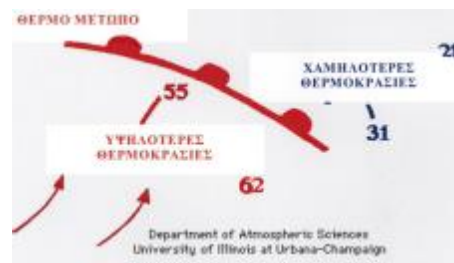 ΘΕΡΜΟ ΜΕΤΩΠΟ
ΧΑΜΗΛΟΤΕΡΕΣ
ΘΕΡΜΟΚΡΑΣΙΕΣ
55
31
ΥΨΗΛΟΤΕΡΕΣ
ΘΕΡΜΟΚΡΑΣΙΕΣ
62
Department of Atmospheric Sciences
University of Illinois at Urbana-Champaign